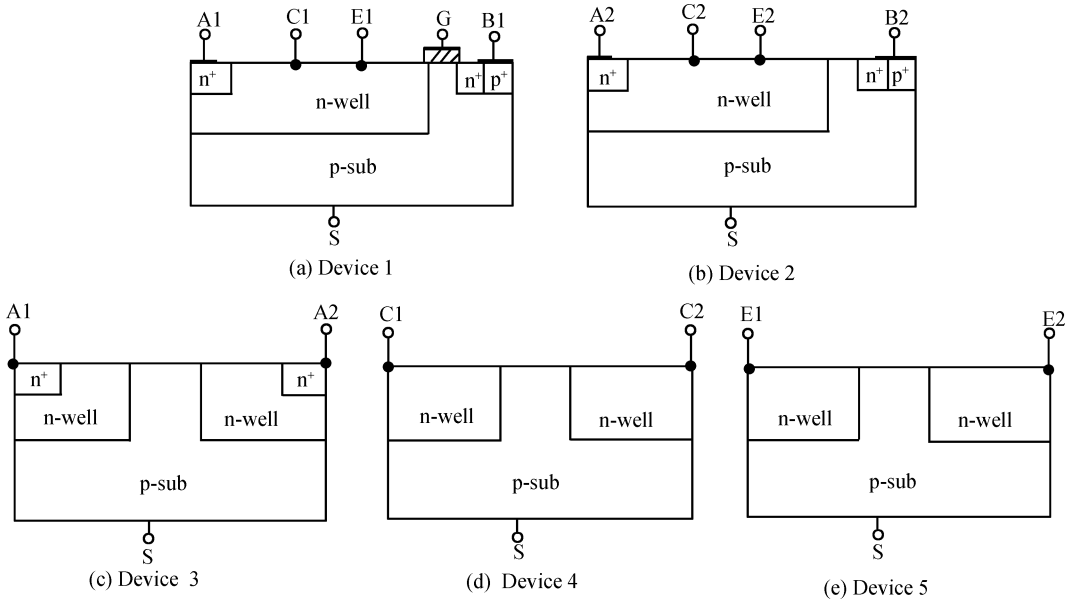 A1 C1 E1 G B1
n⁺ n⁺ p⁺
n-well
p-sub
S
(a) Device 1
A2 C2 E2 B2
n⁺ n⁺ p⁺
n-well
p-sub
S
(b) Device 2
A1 A2
n⁺ n⁺
n-well n-well
p-sub
S
(c) Device 3
C1 C2
n-well n-well
p-sub
S
(d) Device 4
E1 E2
n-well n-well
p-sub
S
(e) Device 5